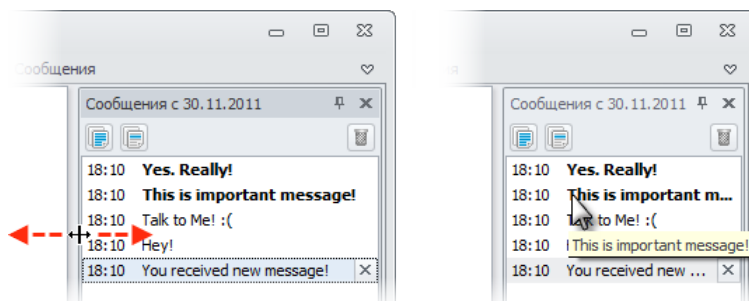 Сообщения
Сообщения с 30.11.2011
18:10 Yes. Really!
18:10 This is important message!
18:10 Talk to Me! :(
18:10 Hey!
18:10 You received new message!
Сообщения с 30.11.2011
18:10 Yes. Really!
18:10 This is important m...
18:10 to Me! :(
18:10
This is important message!
18:10 You received new ...